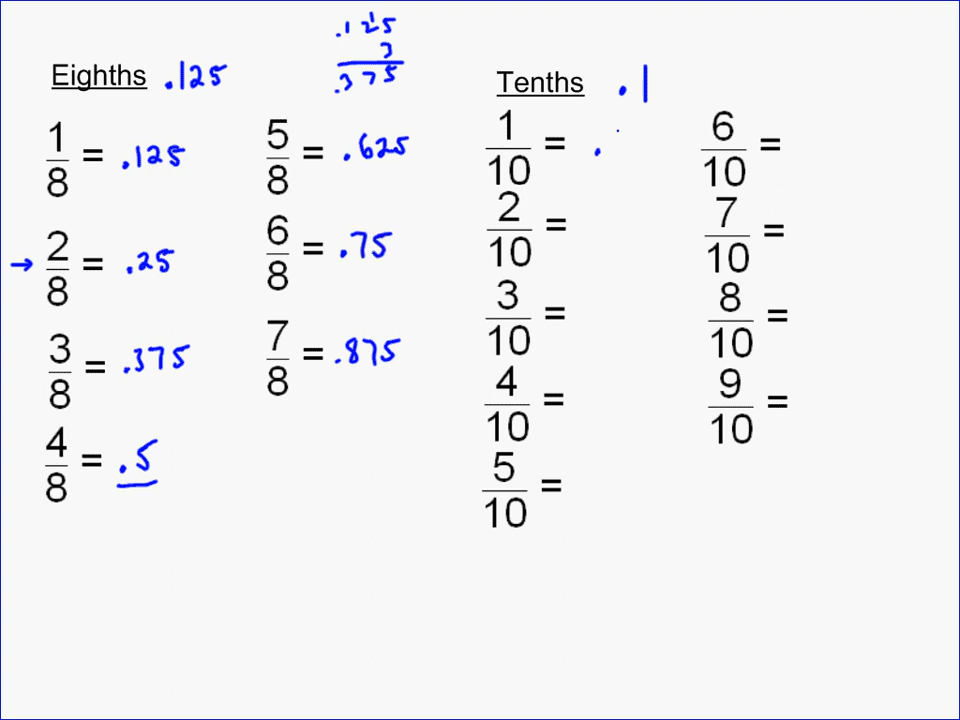 .125
3
.375
Eighths .125
1/8 = .125
2/8 = .25
→
3/8 = .375
4/8 = .5
5/8 = .625
6/8 = .75
7/8 = .875
Tenths .1
1/10 = .
2/10 =
3/10 =
4/10 =
5/10 =
6/10 =
7/10 =
8/10 =
9/10 =